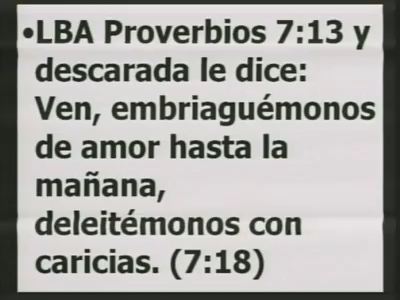 •LBA Proverbios 7:13 y
descarada le dice:
Ven, embriaguémonos
de amor hasta la
mañana,
deleitémonos con
caricias. (7:18)